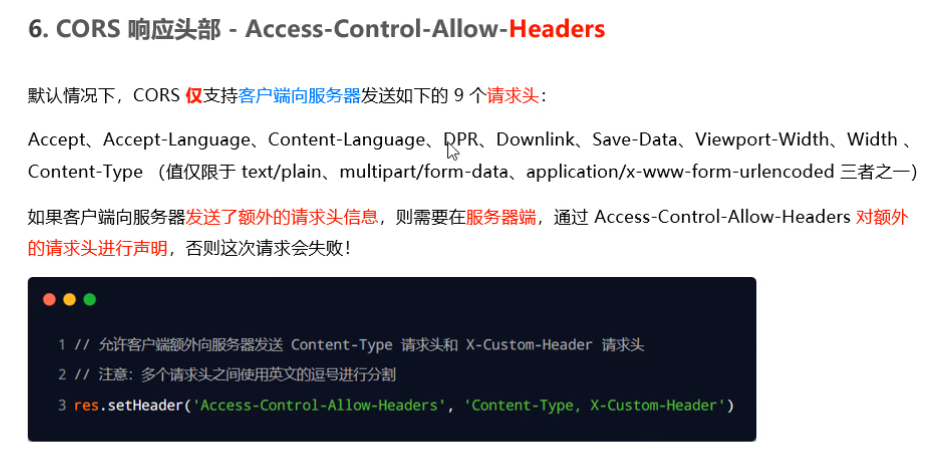 6. CORS 响应头部 - Access-Control-Allow-Headers
默认情况下，CORS 仅支持客户端向服务器发送如下的 9 个请求头：
Accept、Accept-Language、Content-Language、DPR、Downlink、Save-Data、Viewport-Width、Width 、
Content-Type （值仅限于 text/plain、multipart/form-data、application/x-www-form-urlencoded 三者之一）
如果客户端向服务器发送了额外的请求头信息，则需要在服务器端，通过 Access-Control-Allow-Headers 对额外
的请求头进行声明，否则这次请求会失败！
1 // 允许客户端额外向服务器发送 Content-Type 请求头和 X-Custom-Header 请求头
2 // 注意：多个请求头之间使用英文的逗号进行分割
3 res.setHeader('Access-Control-Allow-Headers', 'Content-Type, X-Custom-Header')